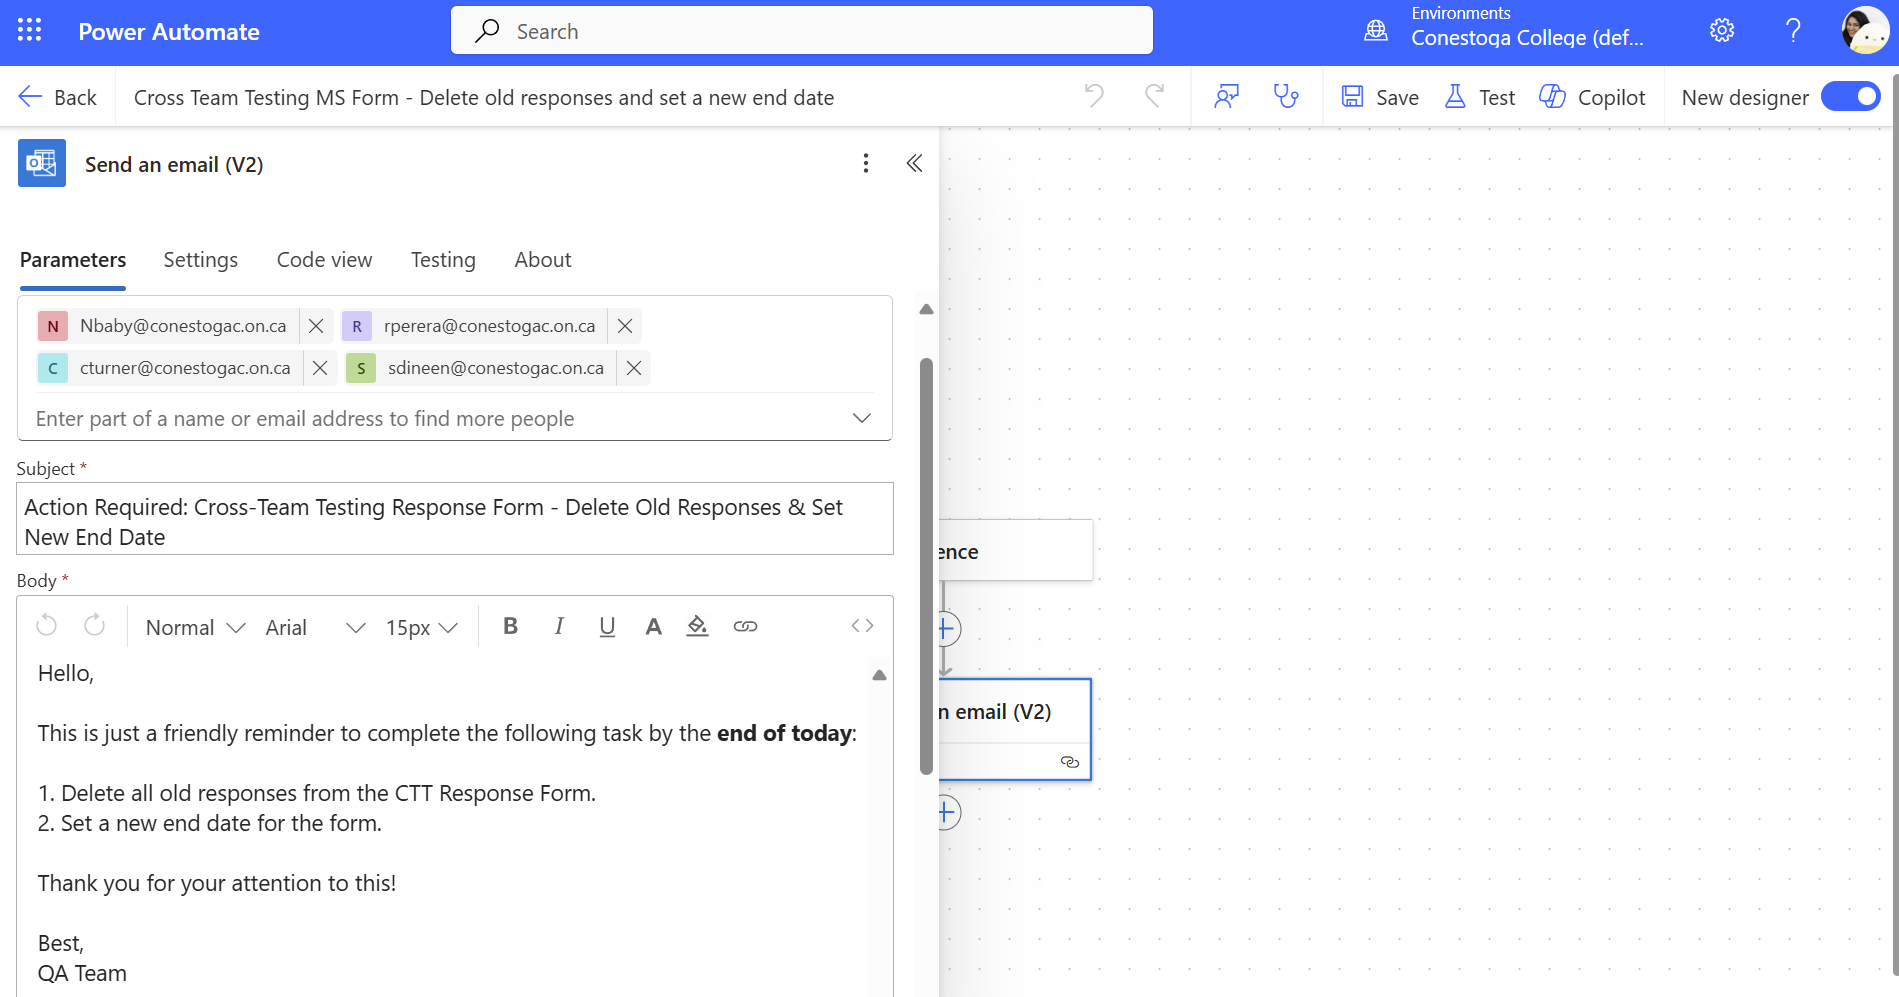 Power Automate
Search
Environments
Conestoga College (def...
?
Back
Cross Team Testing MS Form - Delete old responses and set a new end date
Save
Test
Copilot
New designer
Send an email (V2)
Parameters
Settings
Code view
Testing
About
N Nbaby@conestogac.on.ca
R rperera@conestogac.on.ca
C cturner@conestogac.on.ca
S sdineen@conestogac.on.ca
Enter part of a name or email address to find more people
Subject *
Action Required: Cross-Team Testing Response Form - Delete Old Responses & Set
New End Date
Body *
Normal
Arial
15px
B I U A
Hello,
This is just a friendly reminder to complete the following task by the end of today:
1. Delete all old responses from the CTT Response Form.
2. Set a new end date for the form.
Thank you for your attention to this!
Best,
QA Team
ence
n email (V2)